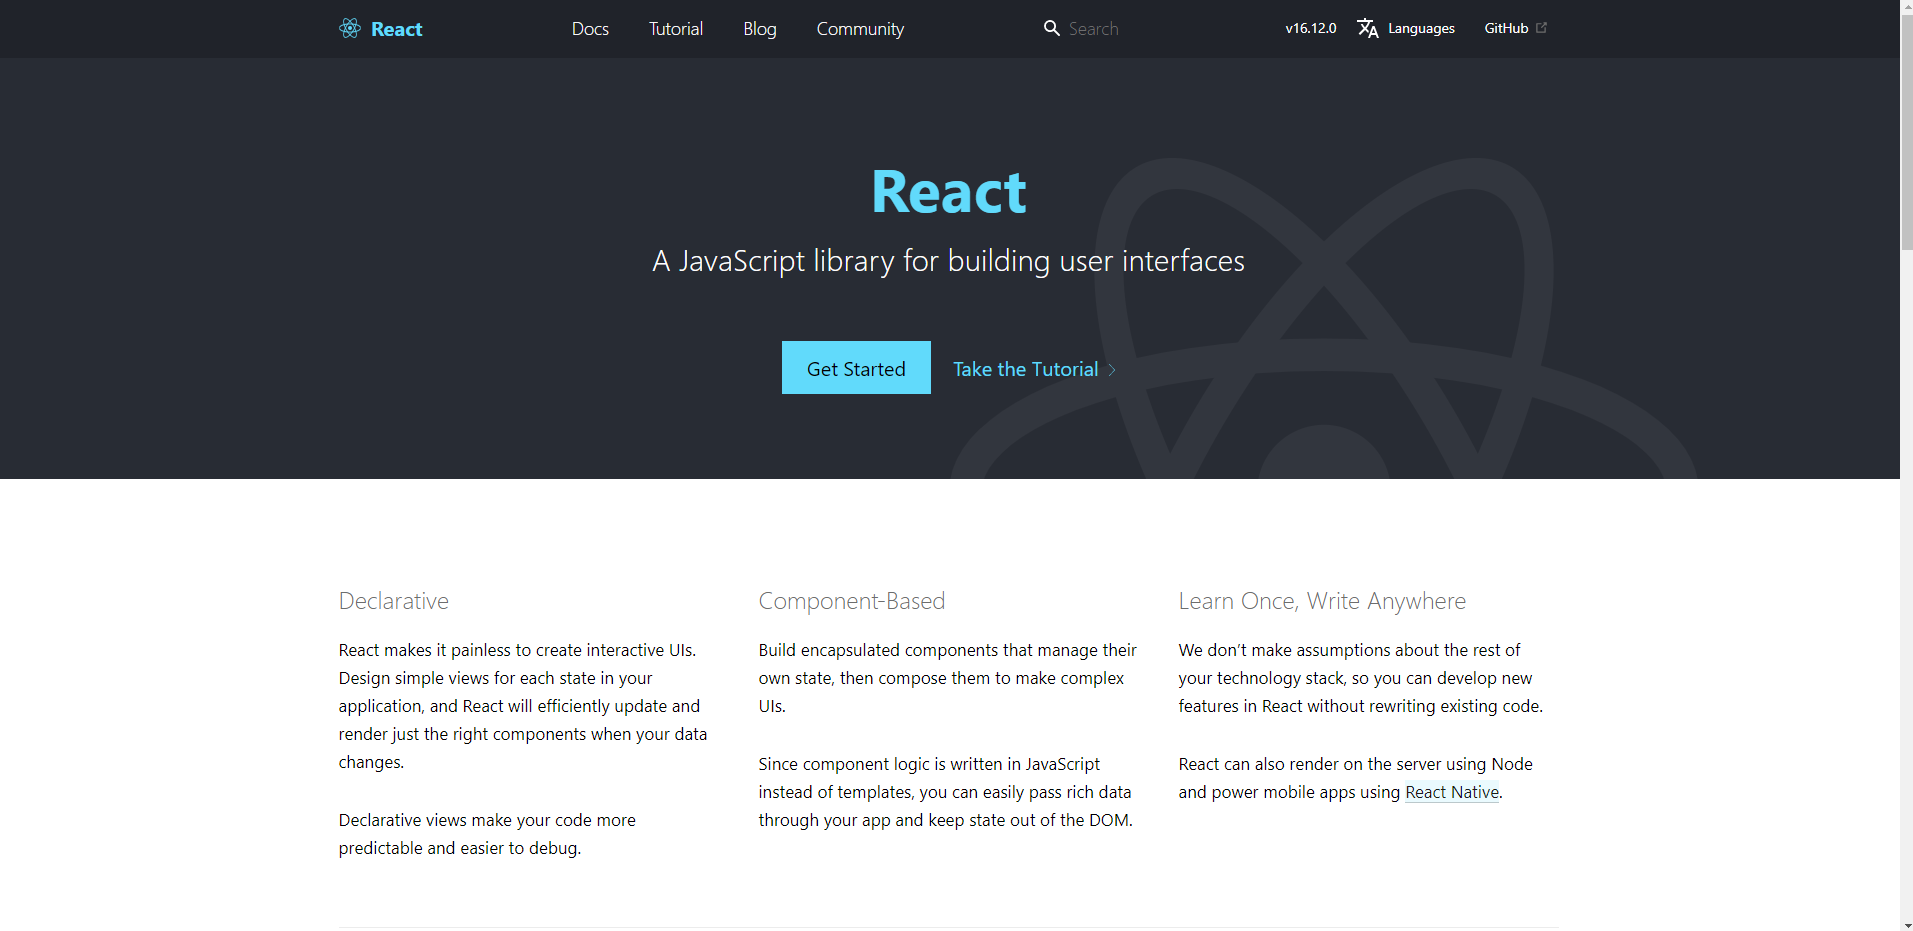 React Docs Tutorial Blog Community Search v16.12.0 Languages GitHub
React
A JavaScript library for building user interfaces
Get Started Take the Tutorial
Declarative
React makes it painless to create interactive UIs.
Design simple views for each state in your
application, and React will efficiently update and
render just the right components when your data
changes.
Declarative views make your code more
predictable and easier to debug.
Component-Based
Build encapsulated components that manage their
own state, then compose them to make complex
UIs.
Since component logic is written in JavaScript
instead of templates, you can easily pass rich data
through your app and keep state out of the DOM.
Learn Once, Write Anywhere
We don’t make assumptions about the rest of
your technology stack, so you can develop new
features in React without rewriting existing code.
React can also render on the server using Node
and power mobile apps using React Native.